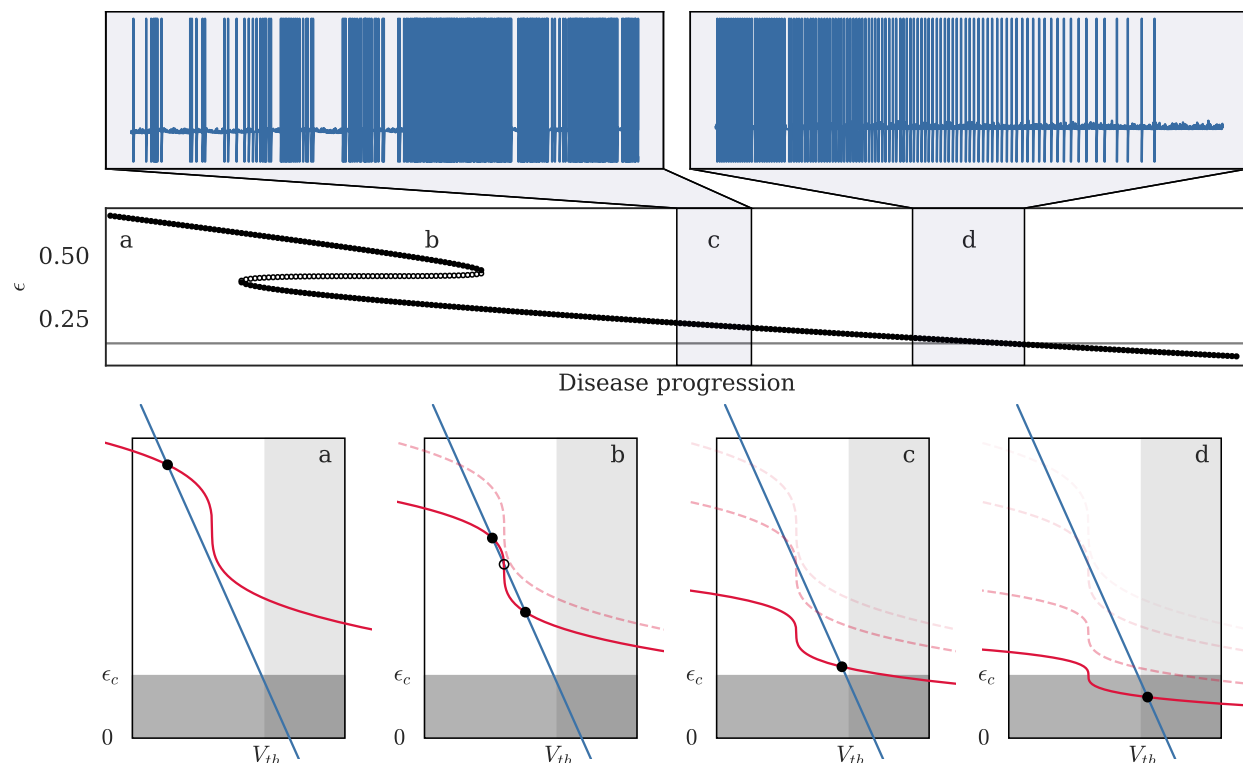 a b c d
0.50
ϵ
0.25
Disease progression
a b c d
ϵc ϵc ϵc ϵc
0 0 0 0
Vth Vth Vth Vth